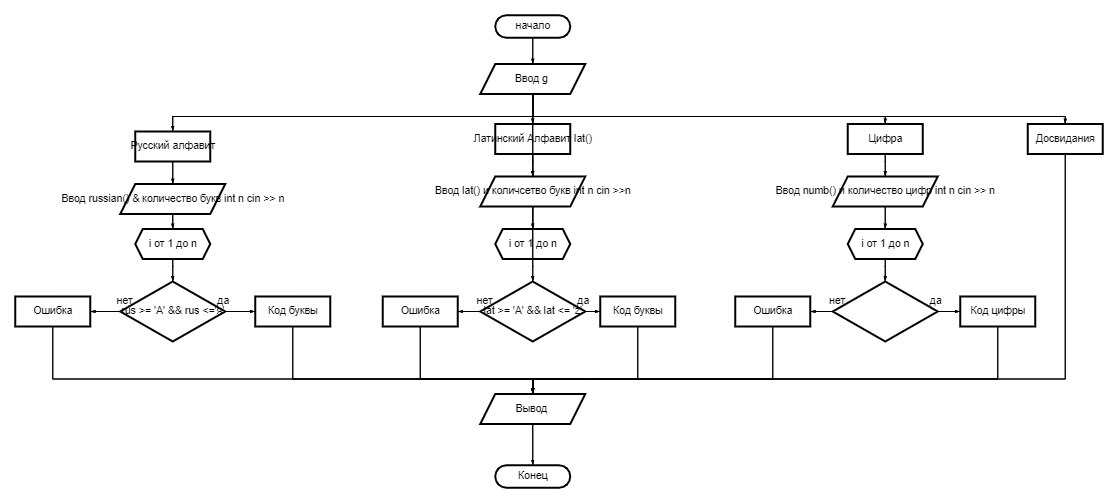 начало
Ввод g
Русский алфавит
Латинский Алфавит lat()
Цифра
Досвидания
Ввод russian() & количество букв int n cin >> n
Ввод lat() и количсетво букв int n cin >>n
Ввод numb() и количество цифр int n cin >> n
i от 1 до n
i от 1 до n
i от 1 до n
нет
да
нет
да
нет
да
Ошибка
rus >= 'А' && rus <=
Код буквы
Ошибка
lat >= 'A' && lat <= 'z'
Код буквы
Ошибка
Код цифры
Вывод
Конец